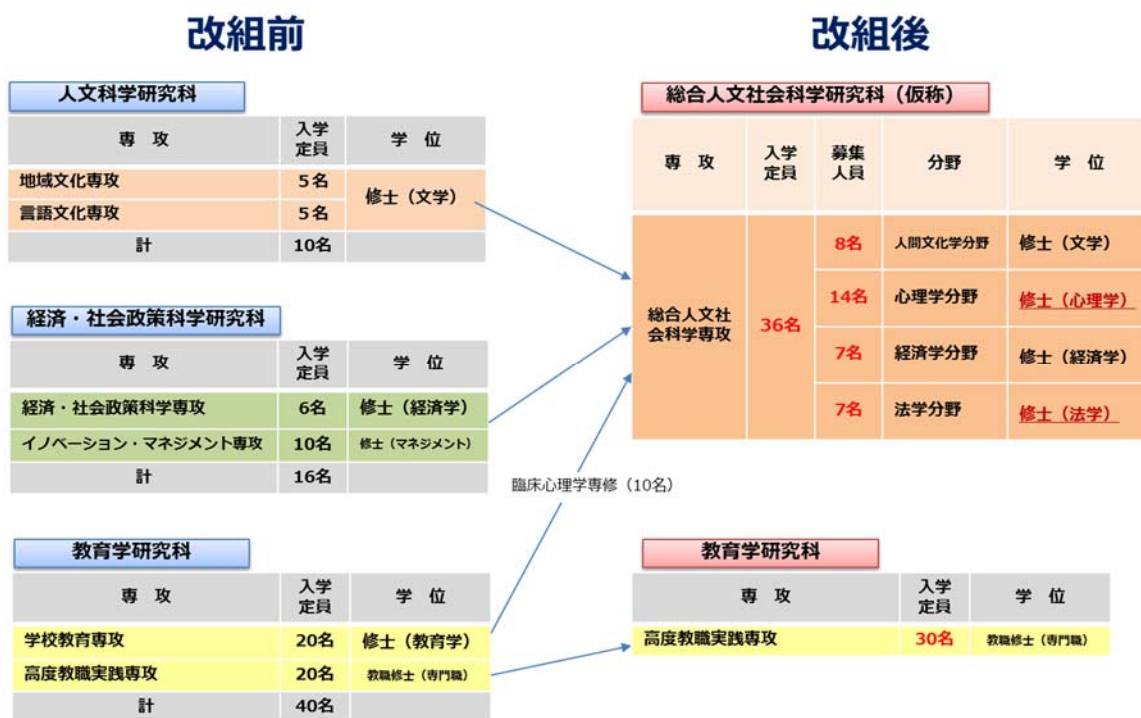 改組前
改組後
人文科学研究科
専 攻 入学定員 学 位
地域文化専攻 5名 修士（文学）
言語文化専攻 5名
計 10名
経済・社会政策科学研究科
専 攻 入学定員 学 位
経済・社会政策科学専攻 6名 修士（経済学）
イノベーション・マネジメント専攻 10名 修士（マネジメント）
計 16名
臨床心理学専修（10名）
教育学研究科
専 攻 入学定員 学 位
学校教育専攻 20名 修士（教育学）
高度教職実践専攻 20名 教職修士（専門職）
計 40名
総合人文社会科学研究科（仮称）
専 攻 入学定員 募集人員 分野 学 位
総合人文社会科学専攻 36名
8名 人間文化学分野 修士（文学）
14名 心理学分野 修士（心理学）
7名 経済学分野 修士（経済学）
7名 法学分野 修士（法学）
教育学研究科
専 攻 入学定員 学 位
高度教職実践専攻 30名 教職修士（専門職）